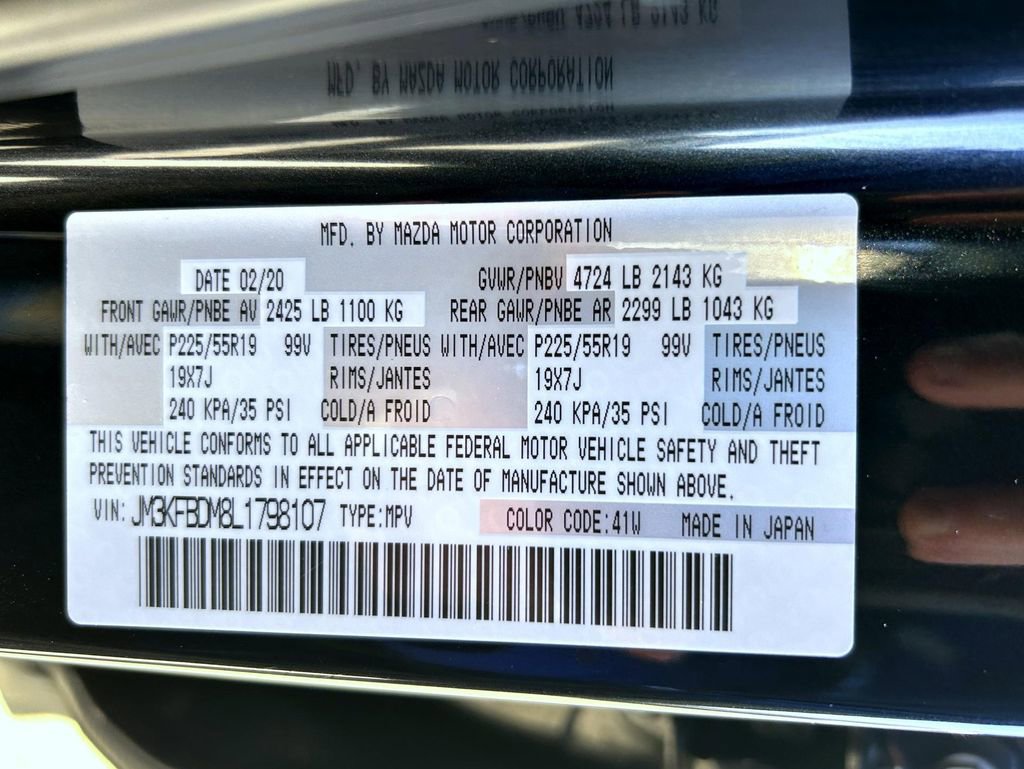 MFD. BY MAZDA MOTOR CORPORATION
DATE 02/20 GVWR/PNBV 4724 LB 2143 KG
FRONT GAWR/PNBE AV 2425 LB 1100 KG REAR GAWR/PNBE AR 2299 LB 1043 KG
WITH/AVEC P225/55R19 99V TIRES/PNEUS WITH/AVEC P225/55R19 99V TIRES/PNEUS
19X7J RIMS/JANTES 19X7J RIMS/JANTES
240 KPA/35 PSI COLD/A FROID 240 KPA/35 PSI COLD/A FROID
THIS VEHICLE CONFORMS TO ALL APPLICABLE FEDERAL MOTOR VEHICLE SAFETY AND THEFT
PREVENTION STANDARDS IN EFFECT ON THE DATE OF MANUFACTURE SHOWN ABOVE.
VIN: JM3KFBDM8L1798107 TYPE:MPV COLOR CODE:41W MADE IN JAPAN